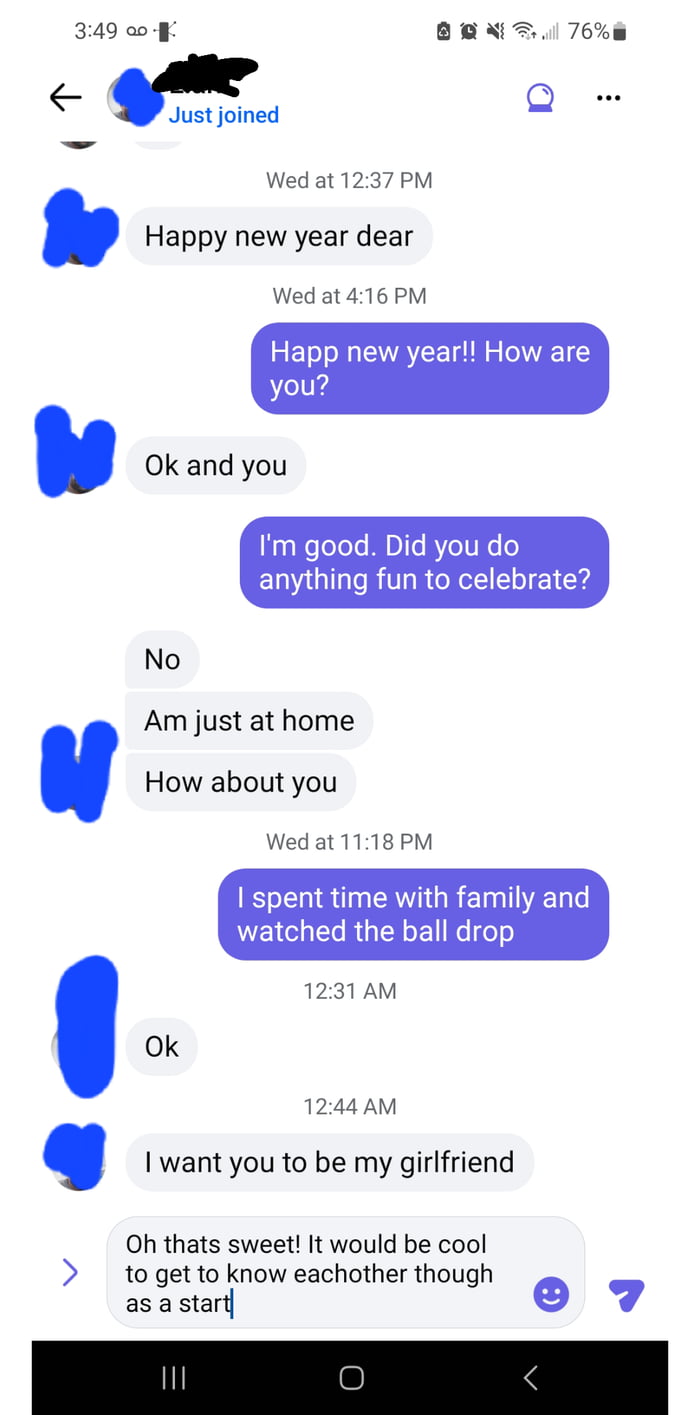 3:49
76%
Just joined
Wed at 12:37 PM
Happy new year dear
Wed at 4:16 PM
Happ new year!! How are
you?
Ok and you
I'm good. Did you do
anything fun to celebrate?
No
Am just at home
How about you
Wed at 11:18 PM
I spent time with family and
watched the ball drop
12:31 AM
Ok
12:44 AM
I want you to be my girlfriend
Oh thats sweet! It would be cool
to get to know eachother though
as a start